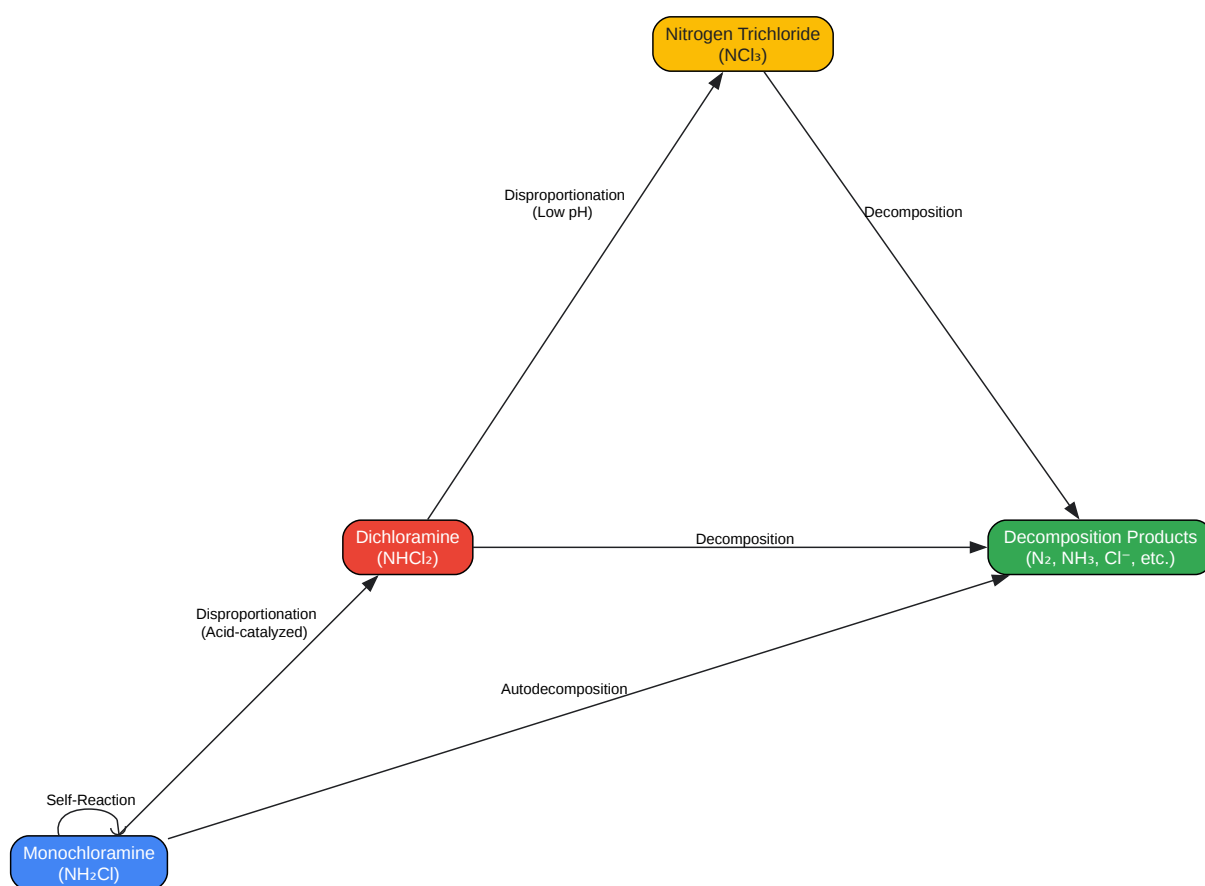 Nitrogen Trichloride
(NCl₃)
Disproportionation
(Low pH)
Decomposition
Dichloramine
(NHCl₂)
Decomposition
Decomposition Products
(N₂, NH₃, Cl⁻, etc.)
Disproportionation
(Acid-catalyzed)
Autodecomposition
Self-Reaction
Monochloramine
(NH₂Cl)